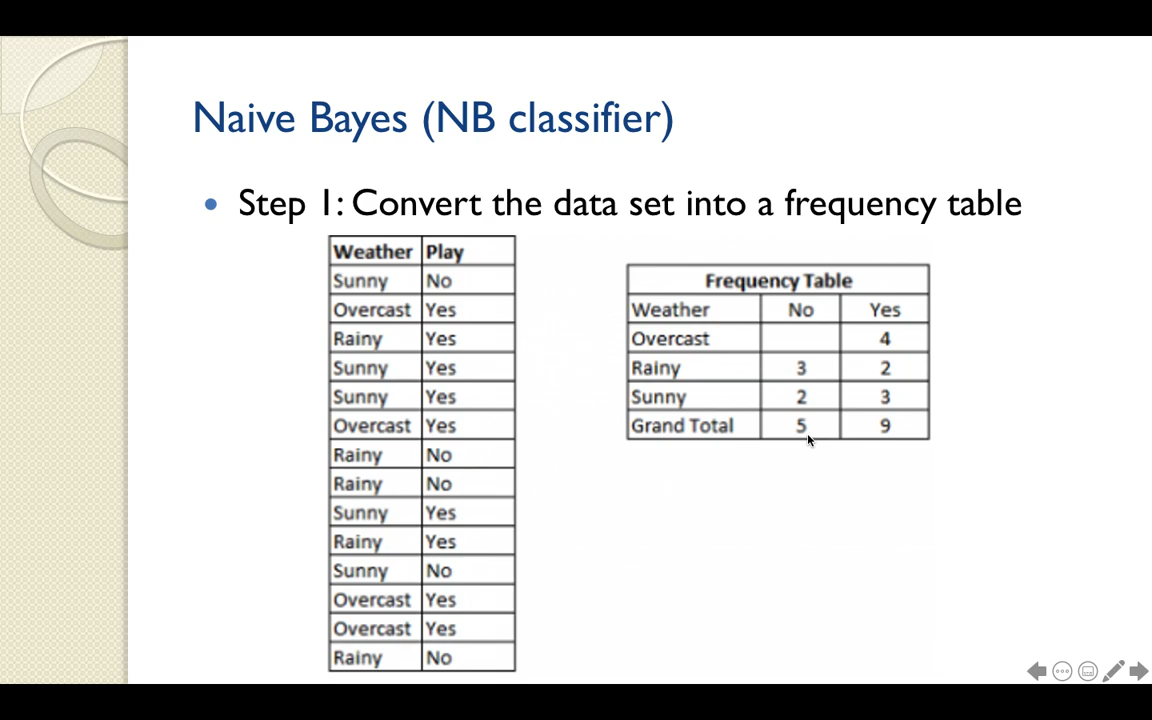 Naive Bayes (NB classifier)
• Step 1: Convert the data set into a frequency table
Weather Play
Sunny No
Overcast Yes
Rainy Yes
Sunny Yes
Sunny Yes
Overcast Yes
Rainy No
Rainy No
Sunny Yes
Rainy Yes
Sunny No
Overcast Yes
Overcast Yes
Rainy No
Frequency Table
Weather No Yes
Overcast 4
Rainy 3 2
Sunny 2 3
Grand Total 5 9